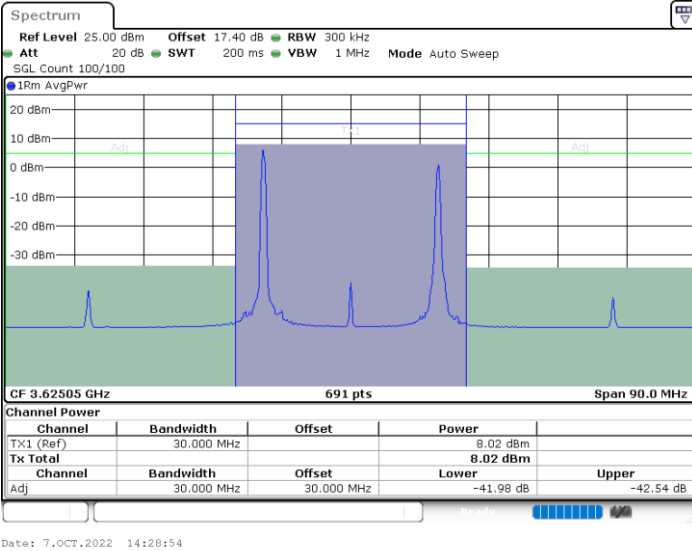 Spectrum
Ref Level 25.00 dBm Offset 17.40 dB RBW 300 kHz
Att 20 dB SWT 200 ms VBW 1 MHz Mode Auto Sweep
SGL Count 100/100
1Rm AvgPwr
20 dBm
TX1
10 dBm
Adj Adj
0 dBm
-10 dBm
-20 dBm
-30 dBm
CF 3.62505 GHz 691 pts Span 90.0 MHz
Channel Power
Channel Bandwidth Offset Power
TX1 (Ref) 30.000 MHz 8.02 dBm
Tx Total 8.02 dBm
Channel Bandwidth Offset Lower Upper
Adj 30.000 MHz 30.000 MHz -41.98 dB -42.54 dB
Ready
Date: 7.OCT.2022 14:28:54